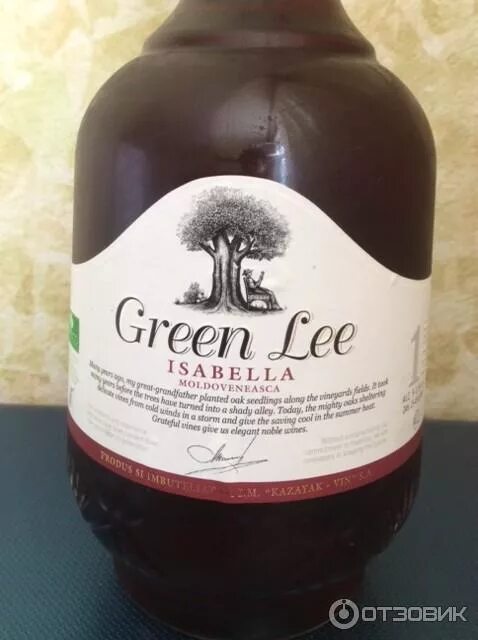 Green Lee
ISABELLA
MOLDOVENEASCA
Many years ago, my great-grandfather planted oak seedlings along the vineyards fields. It took
many years before the trees have turned into a shady alley. Today, the mighty oaks sheltering
delicate vines from cold winds in a storm and give the saving cool in the summer heat.
Grateful vines give us elegant noble wines.
PRODUS SI IMBUTELIAT Î.M. "KAZAYAK - VIN" S.A.
ОТЗОВИК